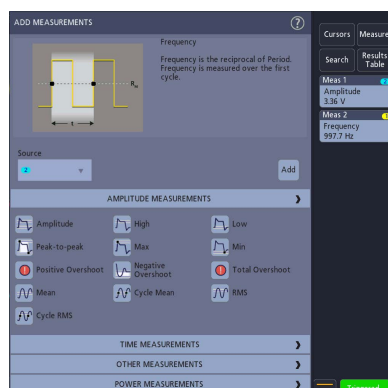 ADD MEASUREMENTS
?
Frequency
Frequency is the reciprocal of Period.
Frequency is measured over the first
cycle.
t
Source
2
Add
AMPLITUDE MEASUREMENTS
Amplitude
High
Low
Peak-to-peak
Max
Min
Positive Overshoot
Negative
Overshoot
Total Overshoot
Mean
Cycle Mean
RMS
Cycle RMS
TIME MEASUREMENTS
OTHER MEASUREMENTS
POWER MEASUREMENTS
Cursors
Measure
Search
Results
Table
Meas 1
2
Amplitude
3.36 V
Meas 2
1
Frequency
997.7 Hz